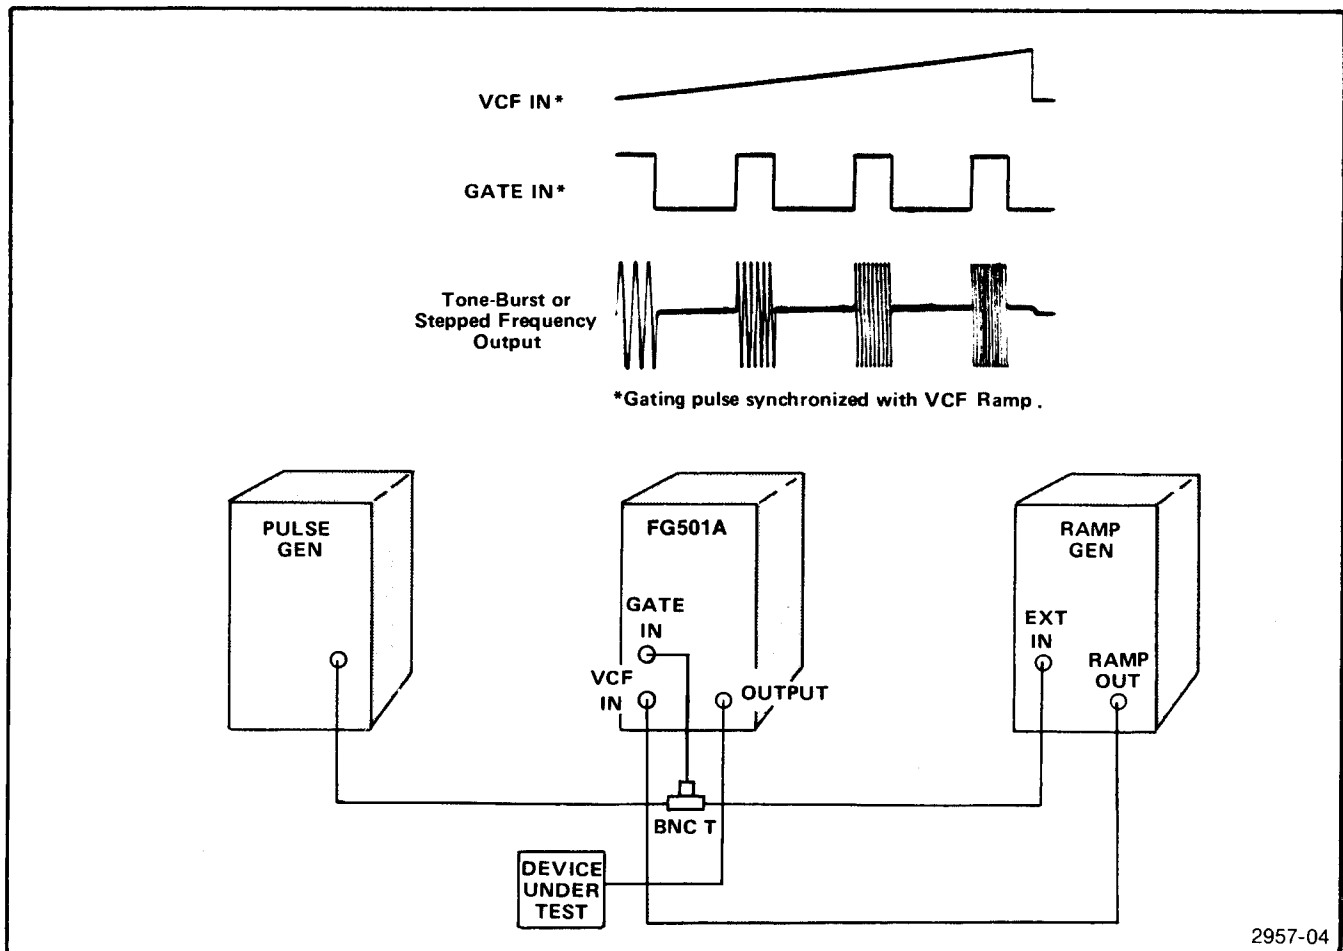 VCF IN*
GATE IN*
Tone-Burst or
Stepped Frequency
Output
*Gating pulse synchronized with VCF Ramp.
PULSE
GEN
FG501A
GATE
IN
VCF
IN
OUTPUT
RAMP
GEN
EXT
IN
RAMP
OUT
BNC T
DEVICE
UNDER
TEST
2957-04